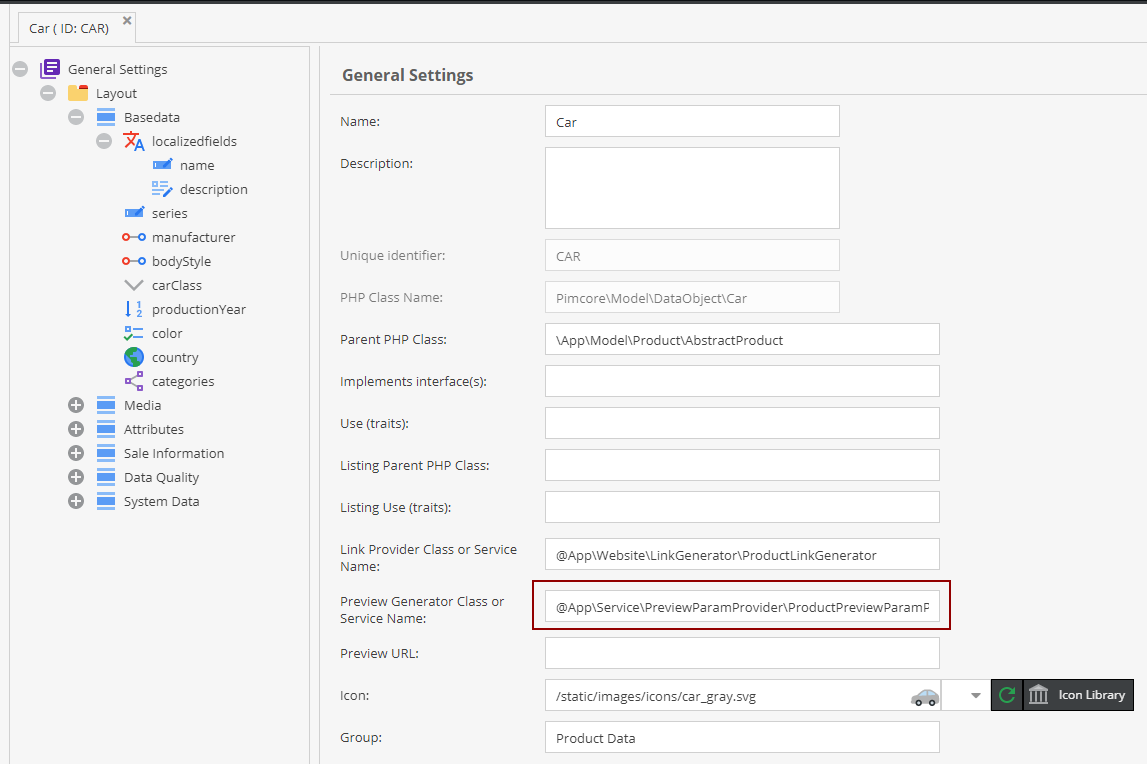 Car ( ID: CAR)
General Settings
Layout
Basedata
localizedfields
name
description
series
manufacturer
bodyStyle
carClass
productionYear
color
country
categories
Media
Attributes
Sale Information
Data Quality
System Data
General Settings
Name:
Car
Description:
Unique identifier:
CAR
PHP Class Name:
Pimcore\Model\DataObject\Car
Parent PHP Class:
\App\Model\Product\AbstractProduct
Implements interface(s):
Use (traits):
Listing Parent PHP Class:
Listing Use (traits):
Link Provider Class or Service
Name:
@App\Website\LinkGenerator\ProductLinkGenerator
Preview Generator Class or
Service Name:
@App\Service\PreviewParamProvider\ProductPreviewParamP
Preview URL:
Icon:
/static/images/icons/car_gray.svg
Icon Library
Group:
Product Data